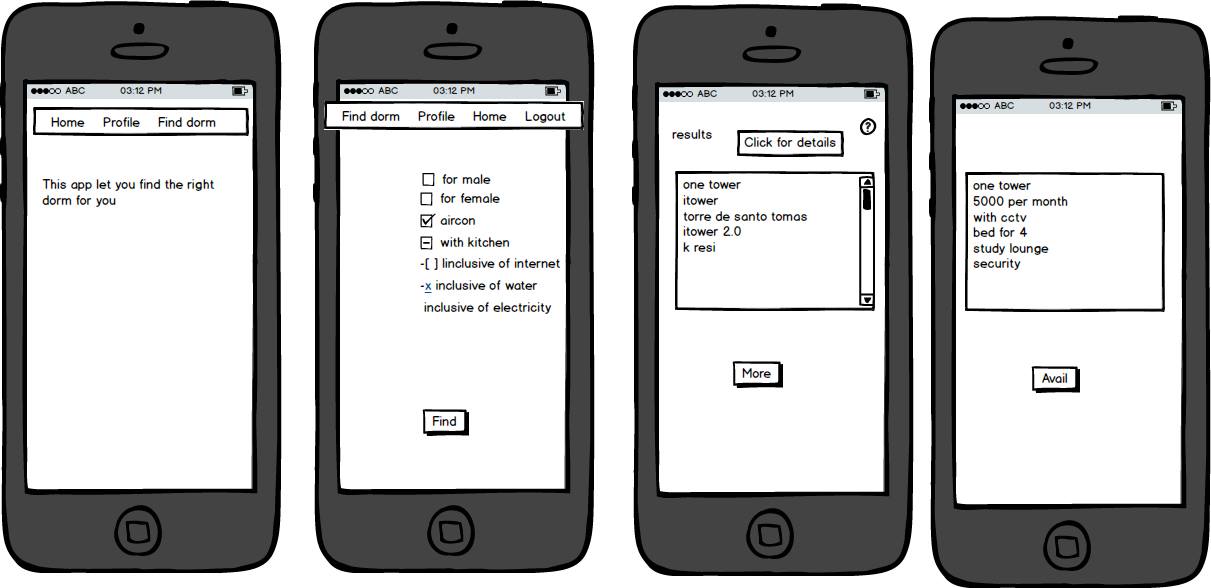 ABC 03:12 PM
Home Profile Find dorm
This app let you find the right
dorm for you
ABC 03:12 PM
Find dorm Profile Home Logout
for male
for female
aircon
with kitchen
-[ ] linclusive of internet
-x inclusive of water
inclusive of electricity
Find
ABC 03:12 PM
?
results Click for details
one tower
itower
torre de santo tomas
itower 2.0
k resi
More
ABC 03:12 PM
one tower
5000 per month
with cctv
bed for 4
study lounge
security
Avail